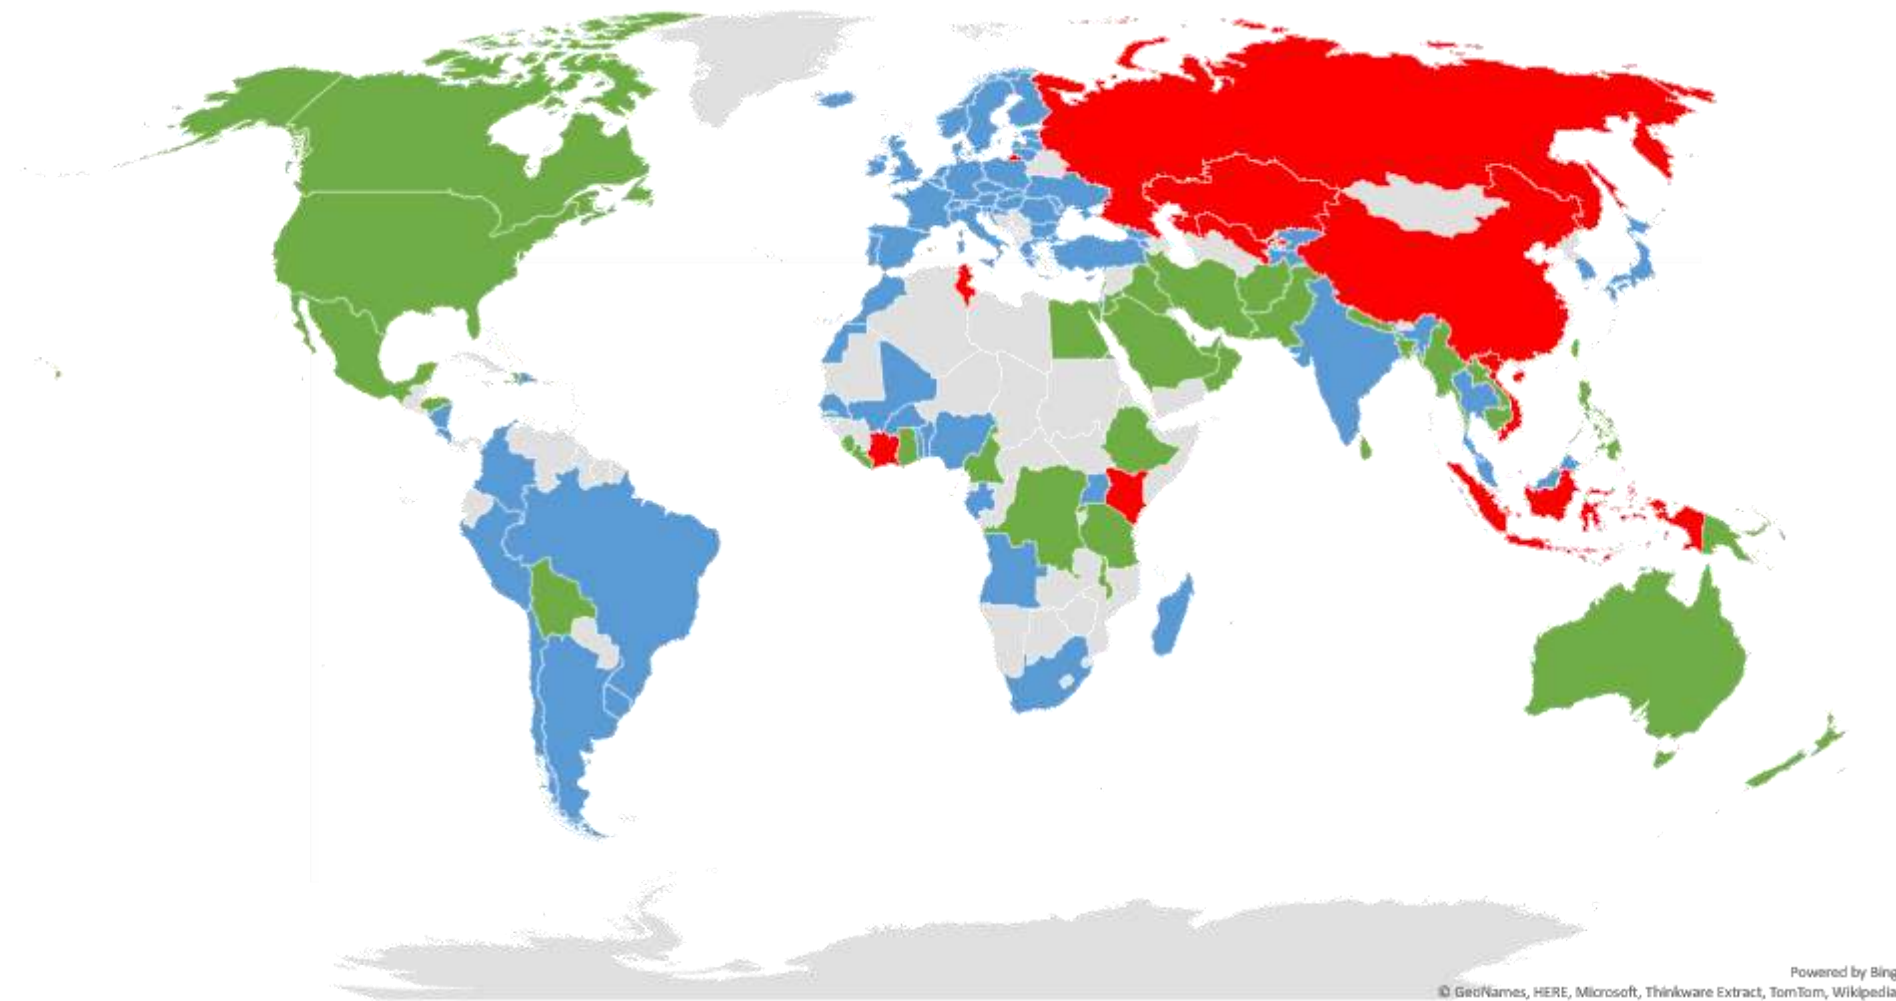 Powered by Bing
© GeoNames, HERE, Microsoft, Thinkware Extract, TomTom, Wikipedia